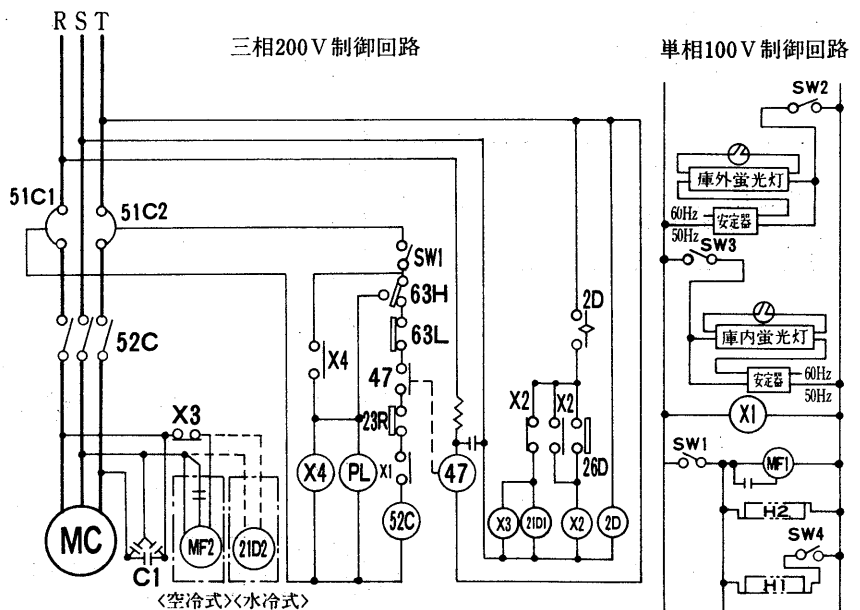 R S T
三相200V制御回路
単相100V制御回路
SW2
庫外蛍光灯
60Hz
50Hz
安定器
51C1
51C2
SW1
SW3
63H
2D
63L
庫内蛍光灯
52C
X4
47
安定器
60Hz
50Hz
X2
X2
X3
23R
26D
X1
SW1
X4
PL
X1
47
MF1
52C
X3
21D1
X2
2D
H2
MC
MF2
21D2
SW4
C1
H1
〈空冷式〉〈水冷式〉